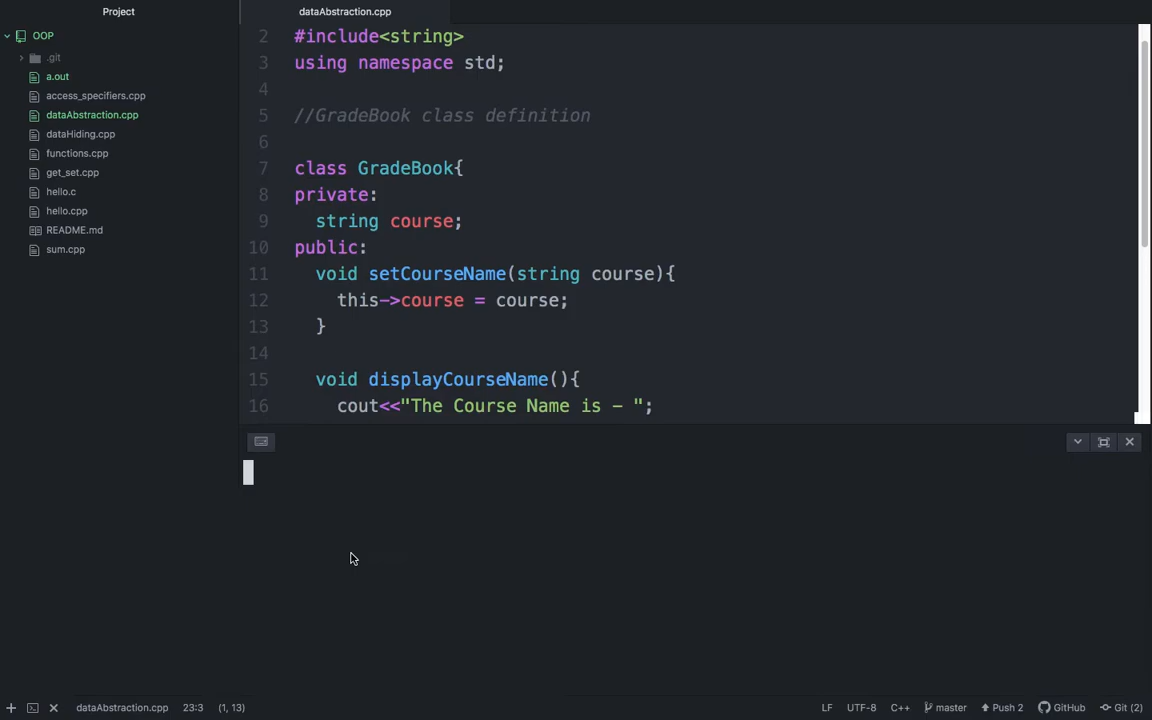 Project
dataAbstraction.cpp
OOP
.git
a.out
access_specifiers.cpp
dataAbstraction.cpp
dataHiding.cpp
functions.cpp
get_set.cpp
hello.c
hello.cpp
README.md
sum.cpp
2 #include<string>
3 using namespace std;
4
5 //GradeBook class definition
6
7 class GradeBook{
8 private:
9 string course;
10 public:
11 void setCourseName(string course){
12 this->course = course;
13 }
14
15 void displayCourseName(){
16 cout<<"The Course Name is - ";
dataAbstraction.cpp 23:3 (1, 13) LF UTF-8 C++ master Push 2 GitHub Git (2)